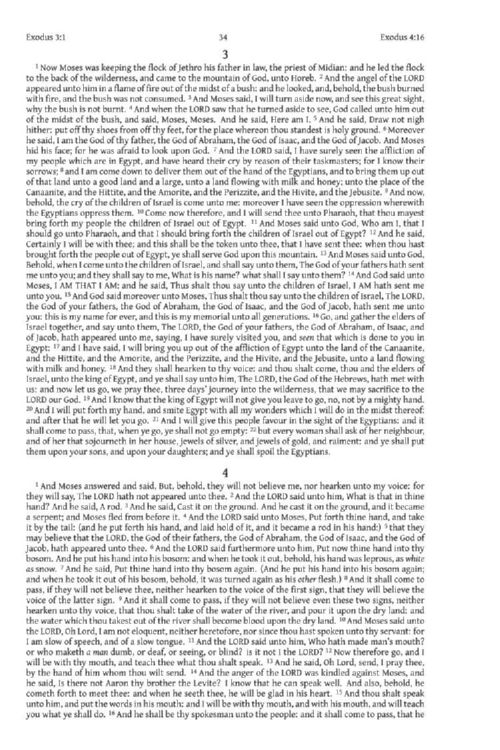 Exodus 3:1 34 Exodus 4:16
3
1 Now Moses was keeping the flock of Jethro his father in law, the priest of Midian: and he led the flock
to the back of the wilderness, and came to the mountain of God, unto Horeb. 2 And the angel of the LORD
appeared unto him in a flame of fire out of the midst of a bush: and he looked, and, behold, the bush burned
with fire, and the bush was not consumed. 3 And Moses said, I will turn aside now, and see this great sight,
why the bush is not burnt. 4 And when the LORD saw that he turned aside to see, God called unto him out
of the midst of the bush, and said, Moses, Moses. And he said, Here am I. 5 And he said, Draw not nigh
hither: put off thy shoes from off thy feet, for the place whereon thou standest is holy ground. 6 Moreover
he said, I am the God of thy father, the God of Abraham, the God of Isaac, and the God of Jacob. And Moses
hid his face; for he was afraid to look upon God. 7 And the LORD said, I have surely seen the affliction of
my people which are in Egypt, and have heard their cry by reason of their taskmasters; for I know their
sorrows; 8 and I am come down to deliver them out of the hand of the Egyptians, and to bring them up out
of that land unto a good land and a large, unto a land flowing with milk and honey; unto the place of the
Canaanite, and the Hittite, and the Amorite, and the Perizzite, and the Hivite, and the Jebusite. 9 And now,
behold, the cry of the children of Israel is come unto me: moreover I have seen the oppression wherewith
the Egyptians oppress them. 10 Come now therefore, and I will send thee unto Pharaoh, that thou mayest
bring forth my people the children of Israel out of Egypt. 11 And Moses said unto God, Who am I, that I
should go unto Pharaoh, and that I should bring forth the children of Israel out of Egypt? 12 And he said,
Certainly I will be with thee; and this shall be the token unto thee, that I have sent thee: when thou hast
brought forth the people out of Egypt, ye shall serve God upon this mountain. 13 And Moses said unto God,
Behold, when I come unto the children of Israel, and shall say unto them, The God of your fathers hath sent
me unto you; and they shall say to me, What is his name? what shall I say unto them? 14 And God said unto
Moses, I AM THAT I AM: and he said, Thus shalt thou say unto the children of Israel, I AM hath sent me
unto you. 15 And God said moreover unto Moses, Thus shalt thou say unto the children of Israel, The LORD,
the God of your fathers, the God of Abraham, the God of Isaac, and the God of Jacob, hath sent me unto
you: this is my name for ever, and this is my memorial unto all generations. 16 Go, and gather the elders of
Israel together, and say unto them, The LORD, the God of your fathers, the God of Abraham, of Isaac, and
of Jacob, hath appeared unto me, saying, I have surely visited you, and seen that which is done to you in
Egypt: 17 and I have said, I will bring you up out of the affliction of Egypt unto the land of the Canaanite,
and the Hittite, and the Amorite, and the Perizzite, and the Hivite, and the Jebusite, unto a land flowing
with milk and honey. 18 And they shall hearken to thy voice: and thou shalt come, thou and the elders of
Israel, unto the king of Egypt, and ye shall say unto him, The LORD, the God of the Hebrews, hath met with
us: and now let us go, we pray thee, three days' journey into the wilderness, that we may sacrifice to the
LORD our God. 19 And I know that the king of Egypt will not give you leave to go, no, not by a mighty hand.
20 And I will put forth my hand, and smite Egypt with all my wonders which I will do in the midst thereof:
and after that he will let you go. 21 And I will give this people favour in the sight of the Egyptians: and it
shall come to pass, that, when ye go, ye shall not go empty: 22 but every woman shall ask of her neighbour,
and of her that sojourneth in her house, jewels of silver, and jewels of gold, and raiment: and ye shall put
them upon your sons, and upon your daughters; and ye shall spoil the Egyptians.
4
1 And Moses answered and said, But, behold, they will not believe me, nor hearken unto my voice: for
they will say, The LORD hath not appeared unto thee. 2 And the LORD said unto him, What is that in thine
hand? And he said, A rod. 3 And he said, Cast it on the ground. And he cast it on the ground, and it became
a serpent; and Moses fled from before it. 4 And the LORD said unto Moses, Put forth thine hand, and take
it by the tail: (and he put forth his hand, and laid hold of it, and it became a rod in his hand:) 5 that they
may believe that the LORD, the God of their fathers, the God of Abraham, the God of Isaac, and the God of
Jacob, hath appeared unto thee. 6 And the LORD said furthermore unto him, Put now thine hand into thy
bosom. And he put his hand into his bosom: and when he took it out, behold, his hand was leprous, as white
as snow. 7 And he said, Put thine hand into thy bosom again. (And he put his hand into his bosom again;
and when he took it out of his bosom, behold, it was turned again as his other flesh.) 8 And it shall come to
pass, if they will not believe thee, neither hearken to the voice of the first sign, that they will believe the
voice of the latter sign. 9 And it shall come to pass, if they will not believe even these two signs, neither
hearken unto thy voice, that thou shalt take of the water of the river, and pour it upon the dry land: and
the water which thou takest out of the river shall become blood upon the dry land. 10 And Moses said unto
the LORD, Oh Lord, I am not eloquent, neither heretofore, nor since thou hast spoken unto thy servant: for
I am slow of speech, and of a slow tongue. 11 And the LORD said unto him, Who hath made man's mouth?
or who maketh a man dumb, or deaf, or seeing, or blind? is it not I the LORD? 12 Now therefore go, and I
will be with thy mouth, and teach thee what thou shalt speak. 13 And he said, Oh Lord, send, I pray thee,
by the hand of him whom thou wilt send. 14 And the anger of the LORD was kindled against Moses, and
he said, Is there not Aaron thy brother the Levite? I know that he can speak well. And also, behold, he
cometh forth to meet thee: and when he seeth thee, he will be glad in his heart. 15 And thou shalt speak
unto him, and put the words in his mouth: and I will be with thy mouth, and with his mouth, and will teach
you what ye shall do. 16 And he shall be thy spokesman unto the people: and it shall come to pass, that he